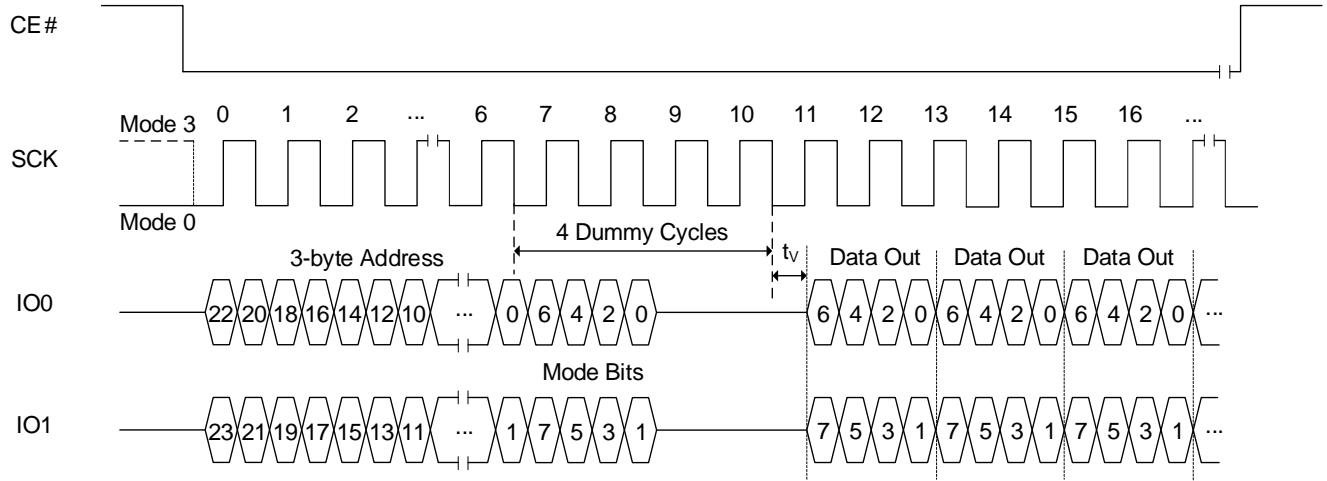 CE#
0 1 2 ... 6 7 8 9 10 11 12 13 14 15 16 ...
Mode 3
SCK
Mode 0
4 Dummy Cycles
tV
3-byte Address
Data Out Data Out Data Out
IO0
22 20 18 16 14 12 10 ... 0 6 4 2 0 6 4 2 0 6 4 2 0 6 4 2 0 ...
Mode Bits
IO1
23 21 19 17 15 13 11 ... 1 7 5 3 1 7 5 3 1 7 5 3 1 7 5 3 1 ...